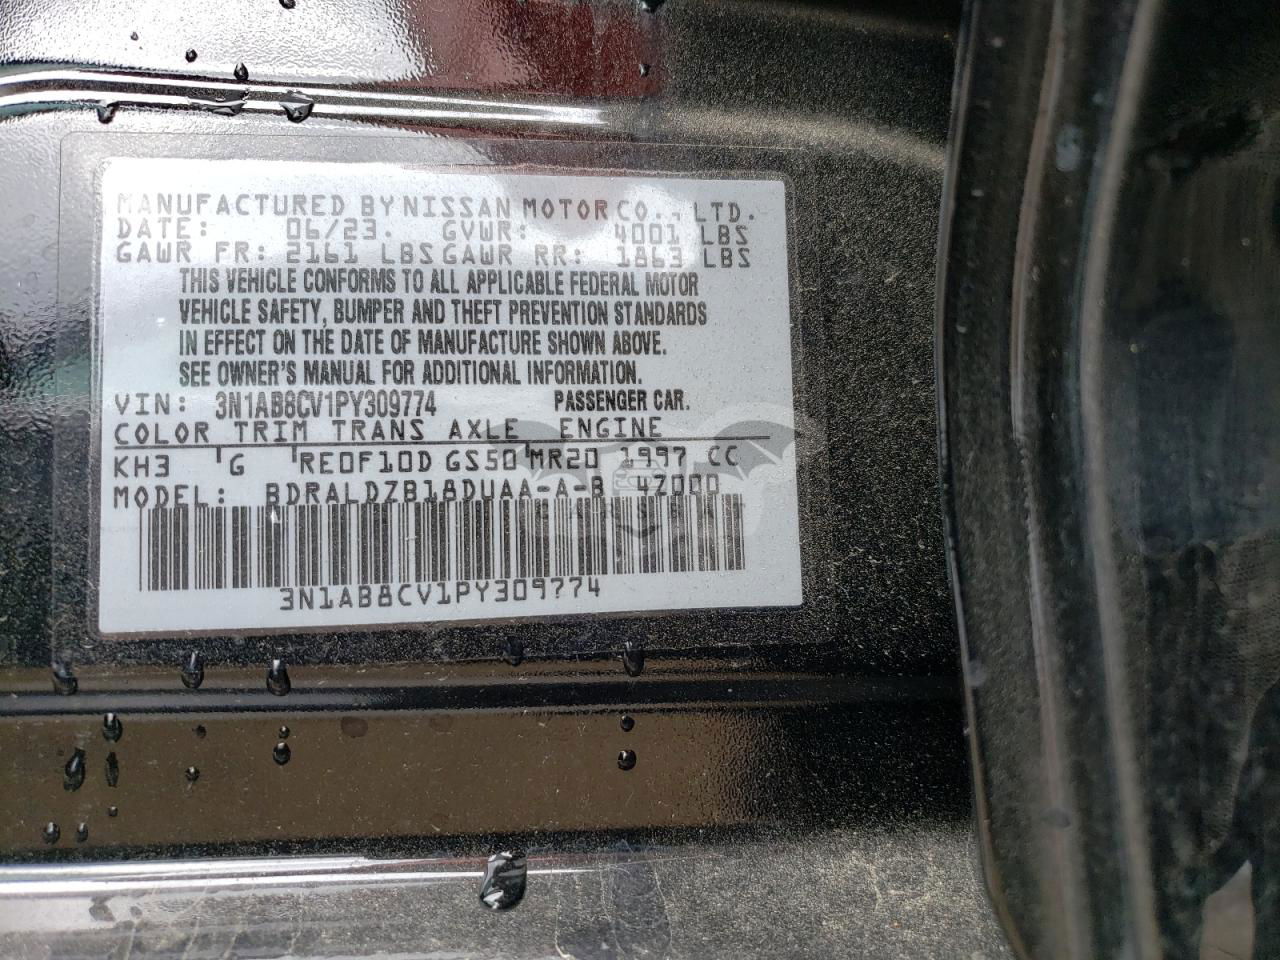 MANUFACTURED BY NISSAN MOTOR CO., LTD.
DATE: 06/23. GVWR: 4001 LBS
GAWR FR: 2161 LBS GAWR RR: 1863 LBS
THIS VEHICLE CONFORMS TO ALL APPLICABLE FEDERAL MOTOR
VEHICLE SAFETY, BUMPER AND THEFT PREVENTION STANDARDS
IN EFFECT ON THE DATE OF MANUFACTURE SHOWN ABOVE.
SEE OWNER'S MANUAL FOR ADDITIONAL INFORMATION.
VIN: 3N1AB8CV1PY309774 PASSENGER CAR.
COLOR TRIM TRANS AXLE ENGINE
KH3 G RE0F10D GS50 MR20 1997 CC
MODEL: BDRALDZB18DUAA-A-B 4Z000
3N1AB8CV1PY309774